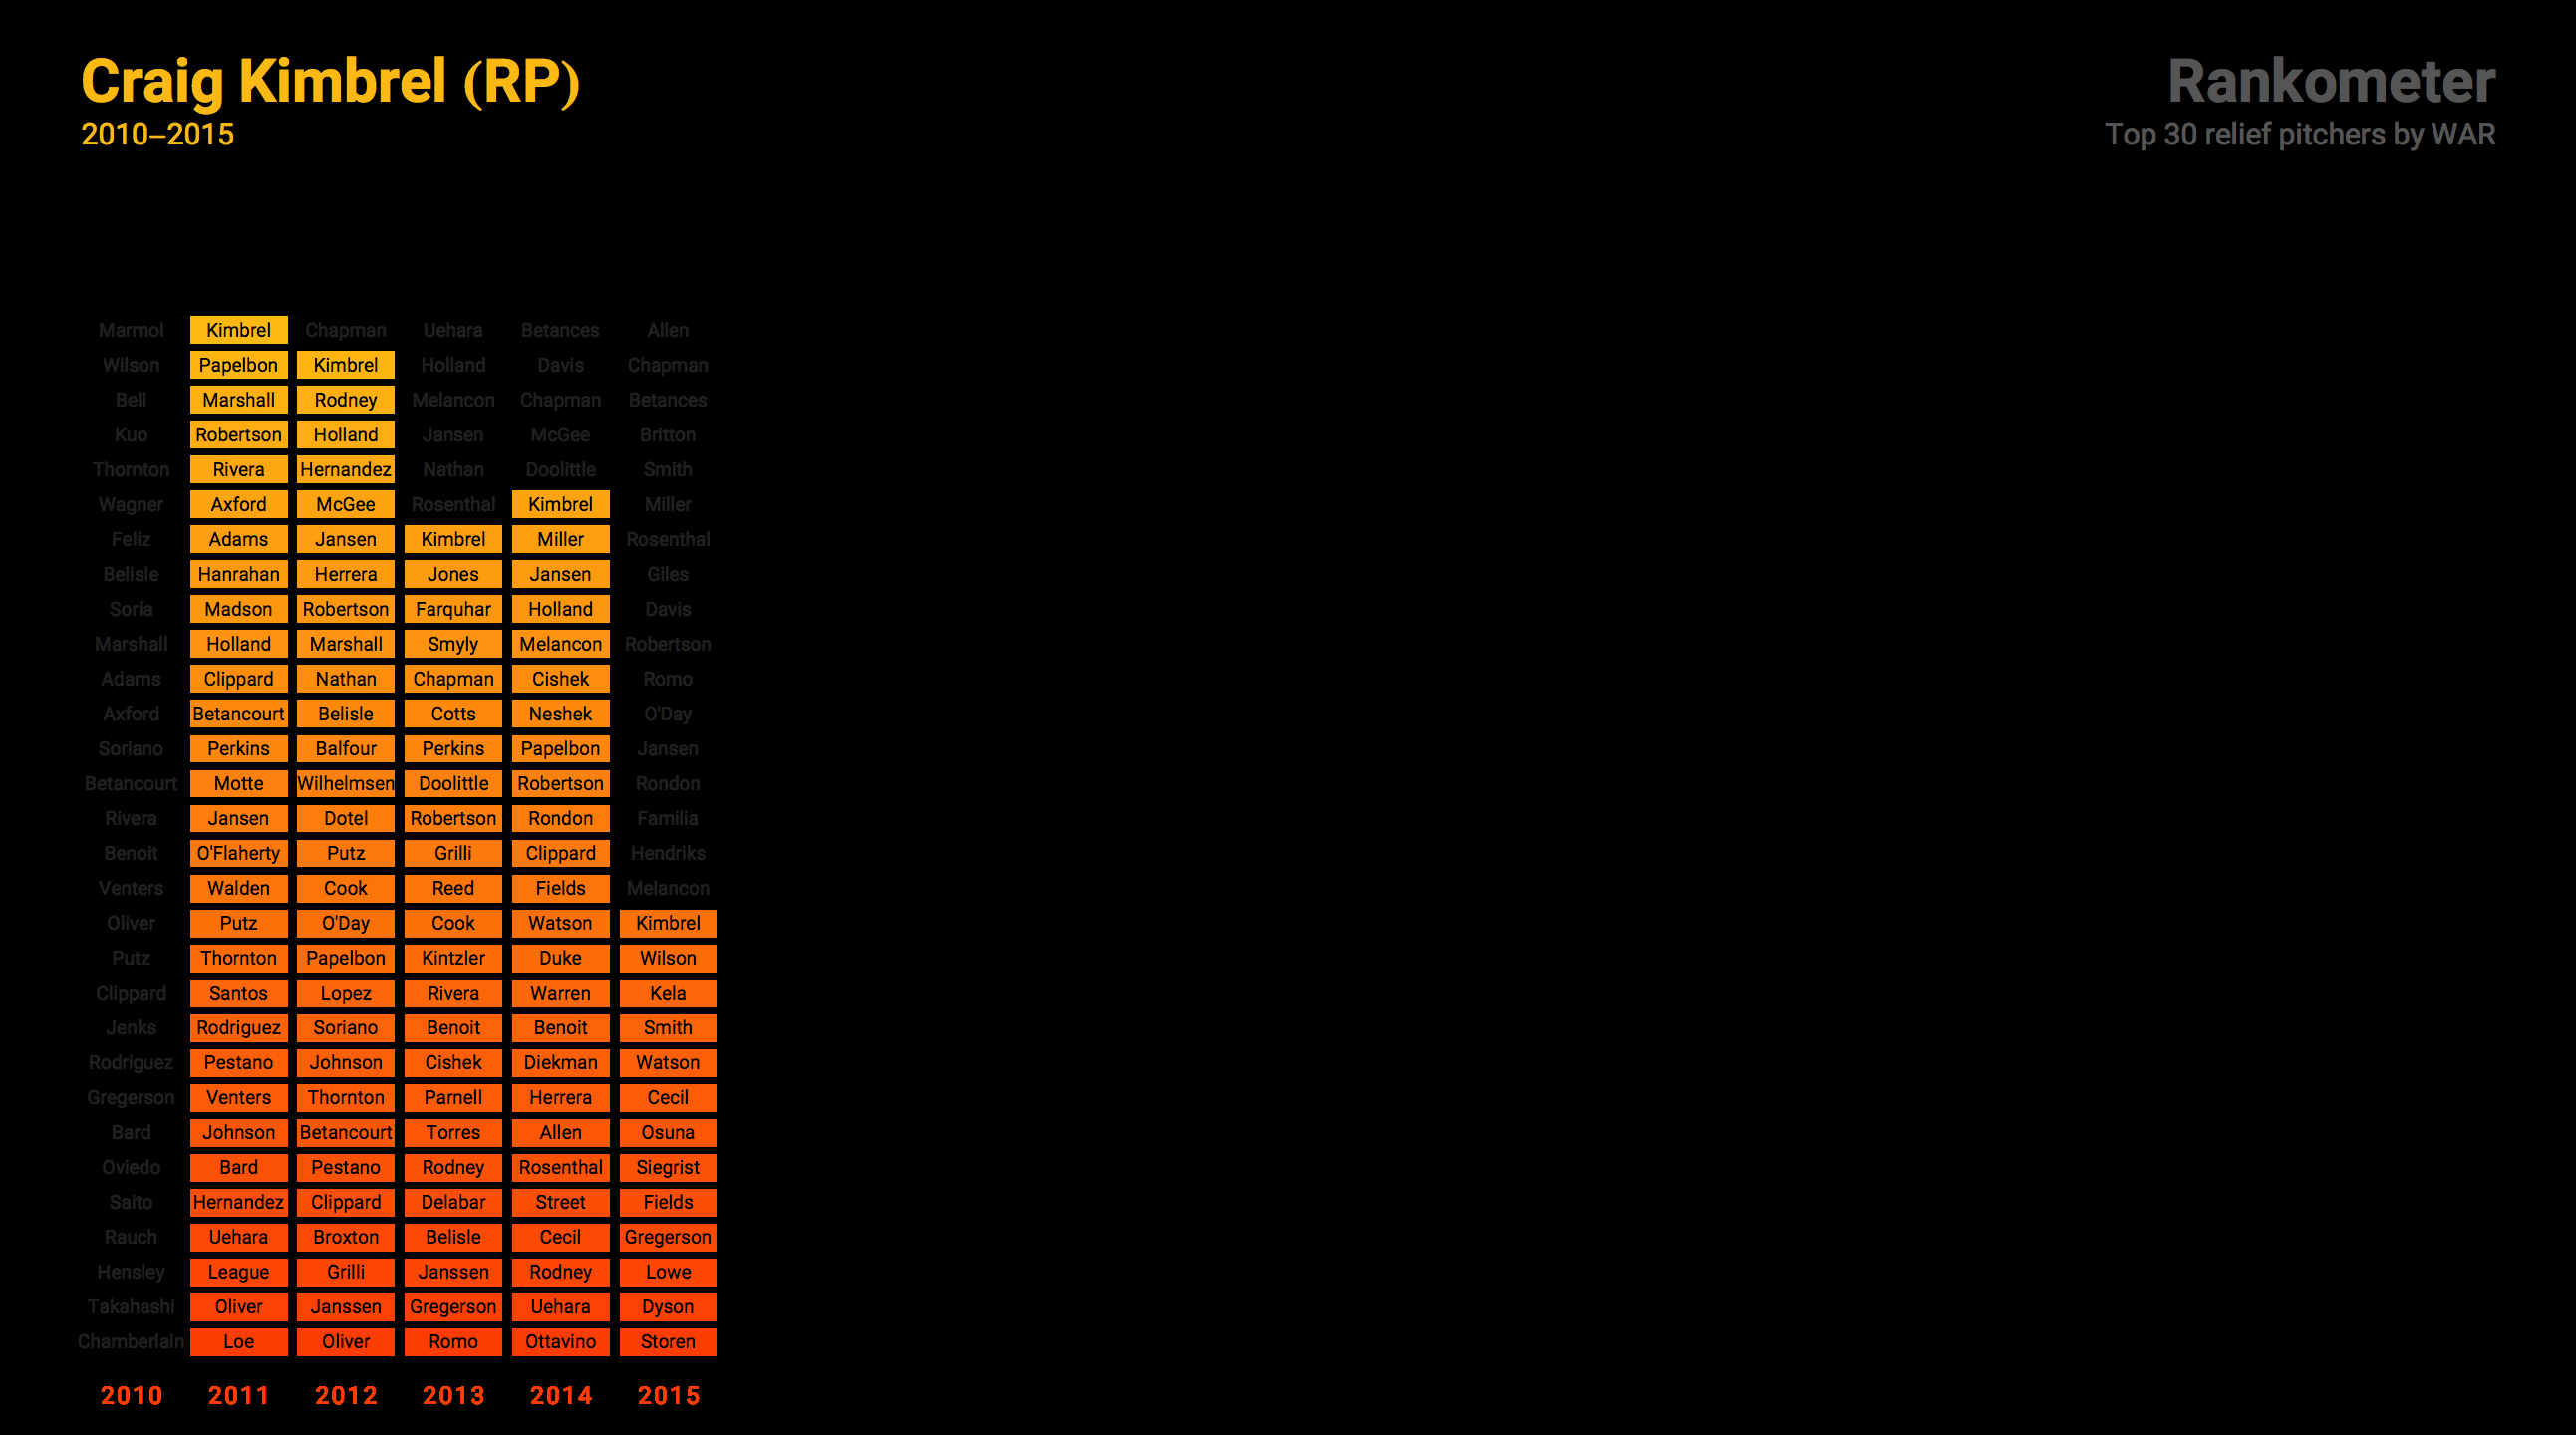 Craig Kimbrel (RP)
2010–2015
Rankometer
Top 30 relief pitchers by WAR
Marmol Kimbrel Chapman Uehara Betances Allen
Wilson Papelbon Kimbrel Holland Davis Chapman
Bell Marshall Rodney Melancon Chapman Betances
Kuo Robertson Holland Jansen McGee Britton
Thornton Rivera Hernandez Nathan Doolittle Smith
Wagner Axford McGee Rosenthal Kimbrel Miller
Feliz Adams Jansen Kimbrel Miller Rosenthal
Belisle Hanrahan Herrera Jones Jansen Giles
Soria Madson Robertson Farquhar Holland Davis
Marshall Holland Marshall Smyly Melancon Robertson
Adams Clippard Nathan Chapman Cishek Romo
Axford Betancourt Belisle Cotts Neshek O'Day
Soriano Perkins Balfour Perkins Papelbon Jansen
Betancourt Motte Wilhelmsen Doolittle Robertson Rondon
Rivera Jansen Dotel Robertson Rondon Familia
Benoit O'Flaherty Putz Grilli Clippard Hendriks
Venters Walden Cook Reed Fields Melancon
Oliver Putz O'Day Cook Watson Kimbrel
Putz Thornton Papelbon Kintzler Duke Wilson
Clippard Santos Lopez Rivera Warren Kela
Jenks Rodriguez Soriano Benoit Benoit Smith
Rodriguez Pestano Johnson Cishek Diekman Watson
Gregerson Venters Thornton Parnell Herrera Cecil
Bard Johnson Betancourt Torres Allen Osuna
Oviedo Bard Pestano Rodney Rosenthal Siegrist
Saito Hernandez Clippard Delabar Street Fields
Rauch Uehara Broxton Belisle Cecil Gregerson
Hensley League Grilli Janssen Rodney Lowe
Takahashi Oliver Janssen Gregerson Uehara Dyson
Chamberlain Loe Oliver Romo Ottavino Storen
2010 2011 2012 2013 2014 2015